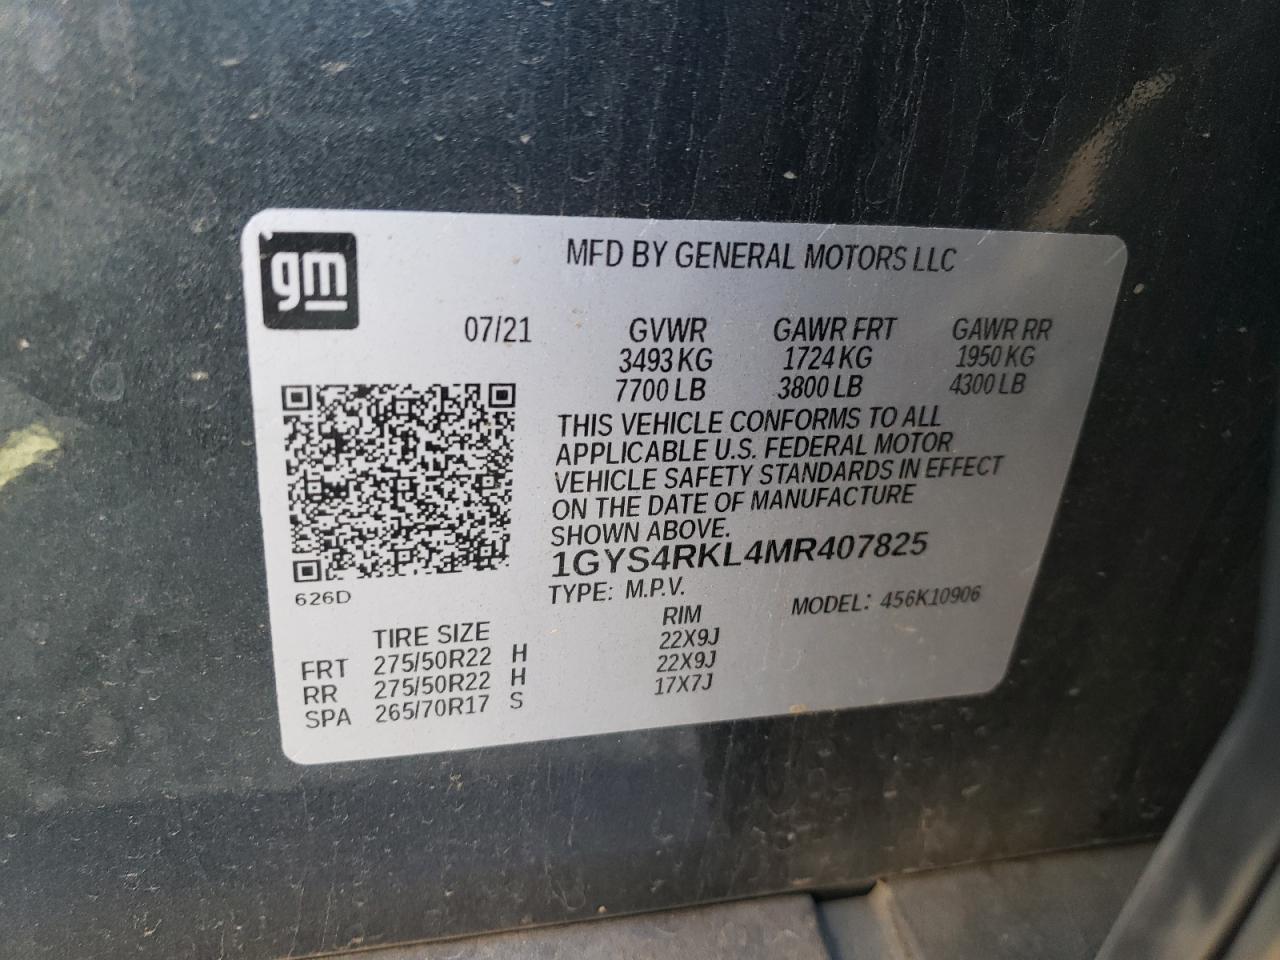 gm
MFD BY GENERAL MOTORS LLC
07/21 GVWR GAWR FRT GAWR RR
3493 KG 1724 KG 1950 KG
7700 LB 3800 LB 4300 LB
THIS VEHICLE CONFORMS TO ALL
APPLICABLE U.S. FEDERAL MOTOR
VEHICLE SAFETY STANDARDS IN EFFECT
ON THE DATE OF MANUFACTURE
SHOWN ABOVE.
1GYS4RKL4MR407825
626D
TYPE: M.P.V. MODEL: 456K10906
TIRE SIZE RIM
FRT 275/50R22 H 22X9J
RR 275/50R22 H 22X9J
SPA 265/70R17 S 17X7J